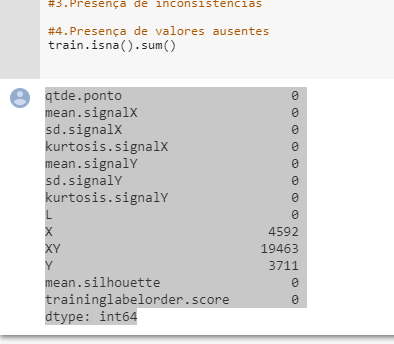 #3.Presença de inconsistências
#4.Presença de valores ausentes
train.isna().sum()
qtde.ponto 0
mean.signalX 0
sd.signalX 0
kurtosis.signalX 0
mean.signalY 0
sd.signalY 0
kurtosis.signalY 0
L 0
X 4592
XY 19463
Y 3711
mean.silhouette 0
traininglabelorder.score 0
dtype: int64